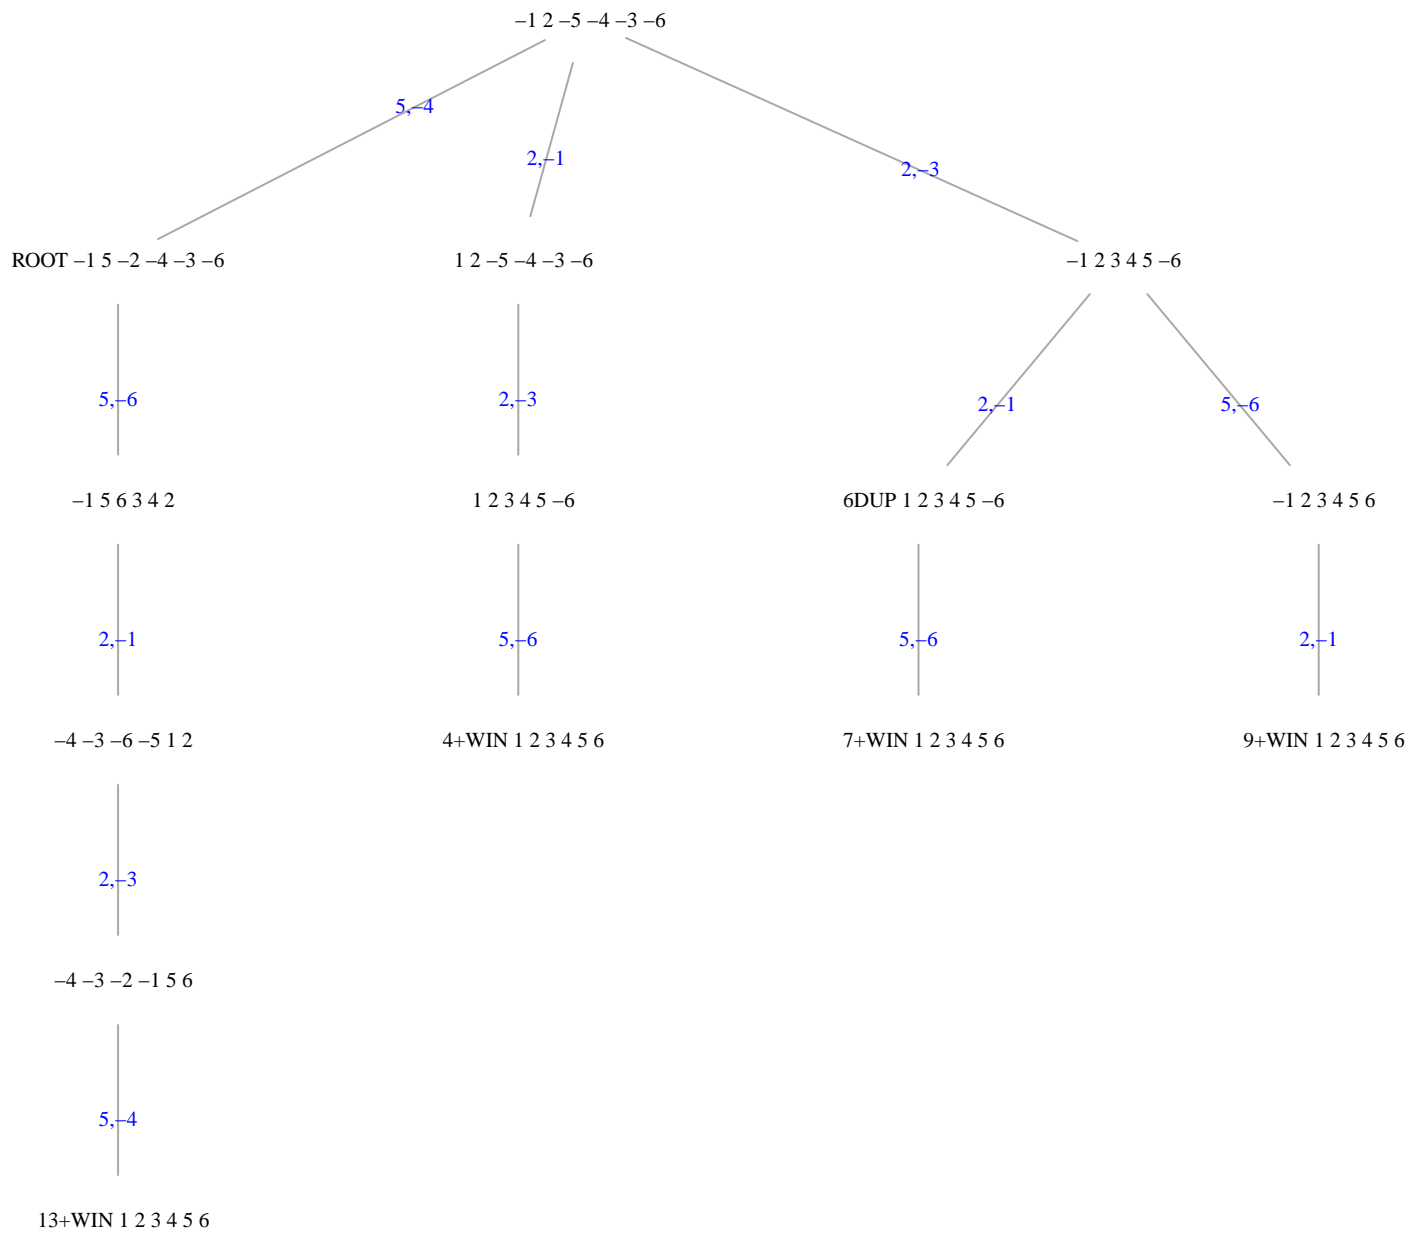 –1 2 –5 –4 –3 –6
5,–4
2,–1
2,–3
ROOT –1 5 –2 –4 –3 –6
1 2 –5 –4 –3 –6
–1 2 3 4 5 –6
5,–6
2,–3
2,–1
5,–6
–1 5 6 3 4 2
1 2 3 4 5 –6
6DUP 1 2 3 4 5 –6
–1 2 3 4 5 6
2,–1
5,–6
5,–6
2,–1
–4 –3 –6 –5 1 2
4+WIN 1 2 3 4 5 6
7+WIN 1 2 3 4 5 6
9+WIN 1 2 3 4 5 6
2,–3
–4 –3 –2 –1 5 6
5,–4
13+WIN 1 2 3 4 5 6